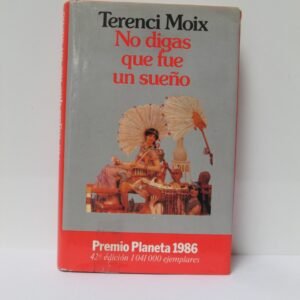 Terenci Moix
No digas
que fue
un sueño
Premio Planeta 1986
42ª edición 1 041 000 ejemplares